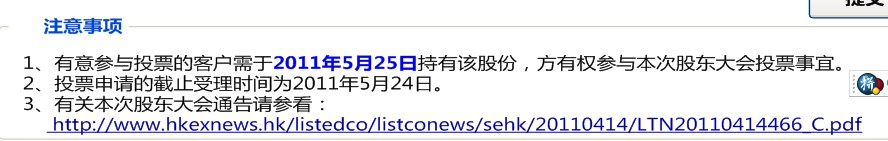 提交
注意事项
1、有意参与投票的客户需于2011年5月25日持有该股份，方有权参与本次股东大会投票事宜。
2、投票申请的截止受理时间为2011年5月24日。
3、有关本次股东大会通告请参看：
http://www.hkexnews.hk/listedco/listconews/sehk/20110414/LTN20110414466_C.pdf